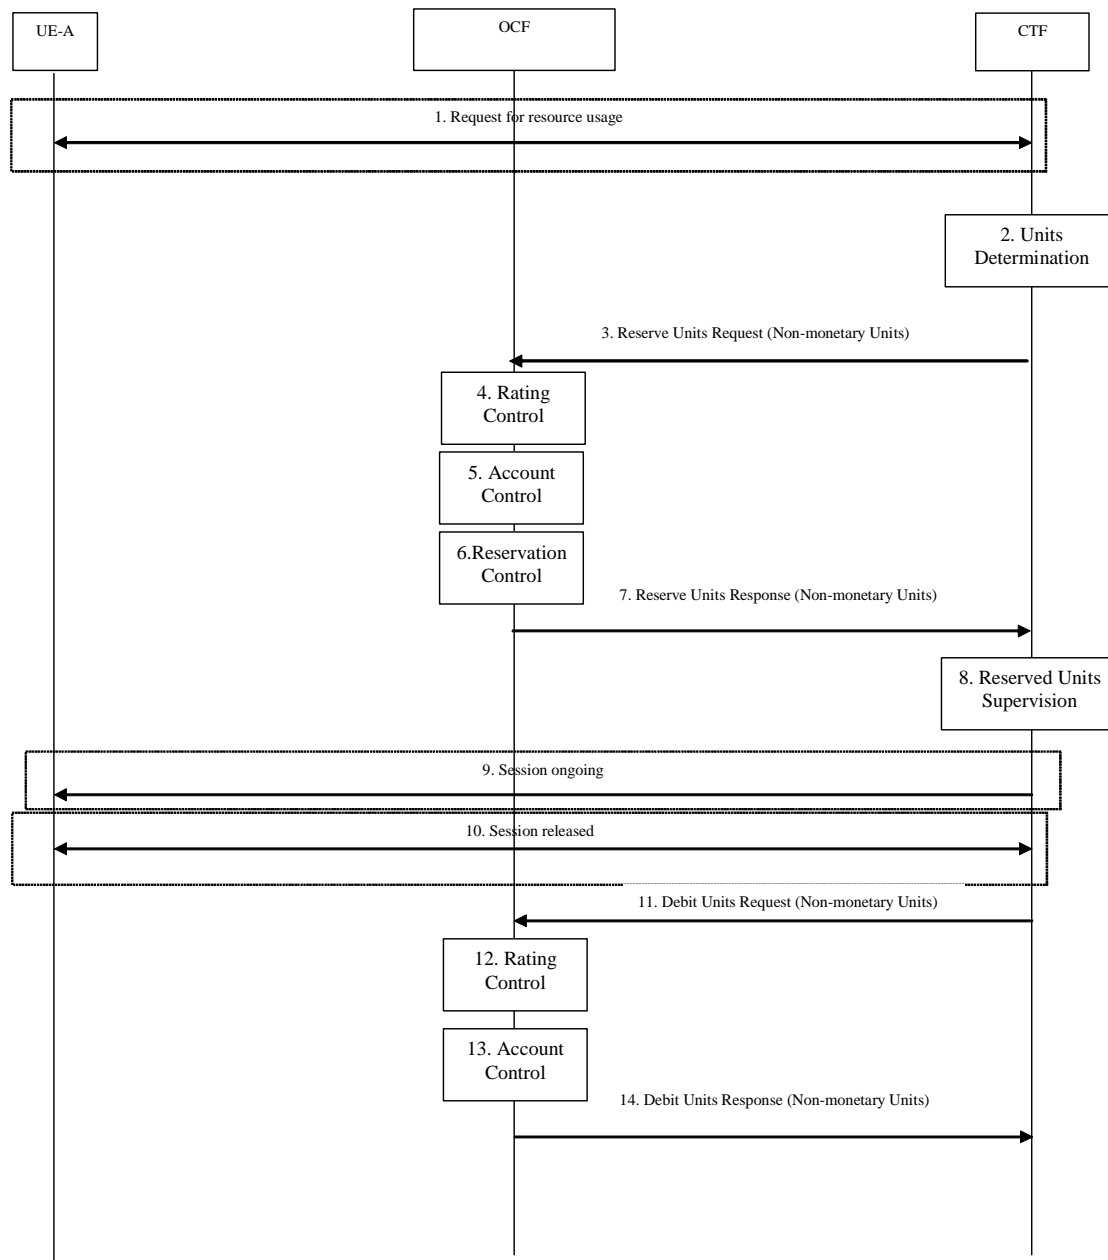 UE-A
OCF
CTF
1. Request for resource usage
2. Units
Determination
3. Reserve Units Request (Non-monetary Units)
4. Rating
Control
5. Account
Control
6.Reservation
Control
7. Reserve Units Response (Non-monetary Units)
8. Reserved Units
Supervision
9. Session ongoing
10. Session released
11. Debit Units Request (Non-monetary Units)
12. Rating
Control
13. Account
Control
14. Debit Units Response (Non-monetary Units)